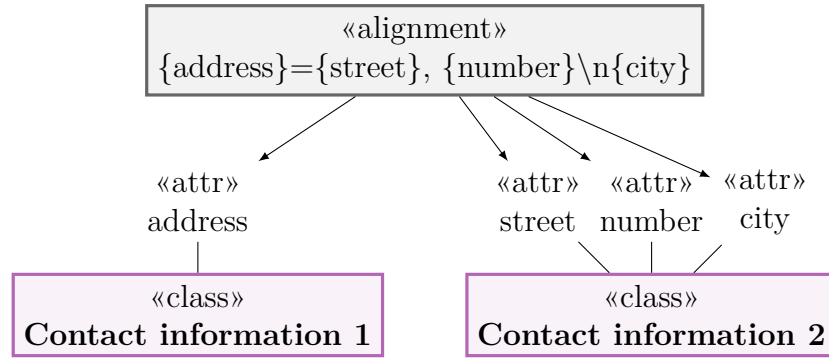 «alignment»
{address}={street}, {number}\n{city}
«attr»
address
«attr»
street
«attr»
number
«attr»
city
«class»
Contact information 1
«class»
Contact information 2